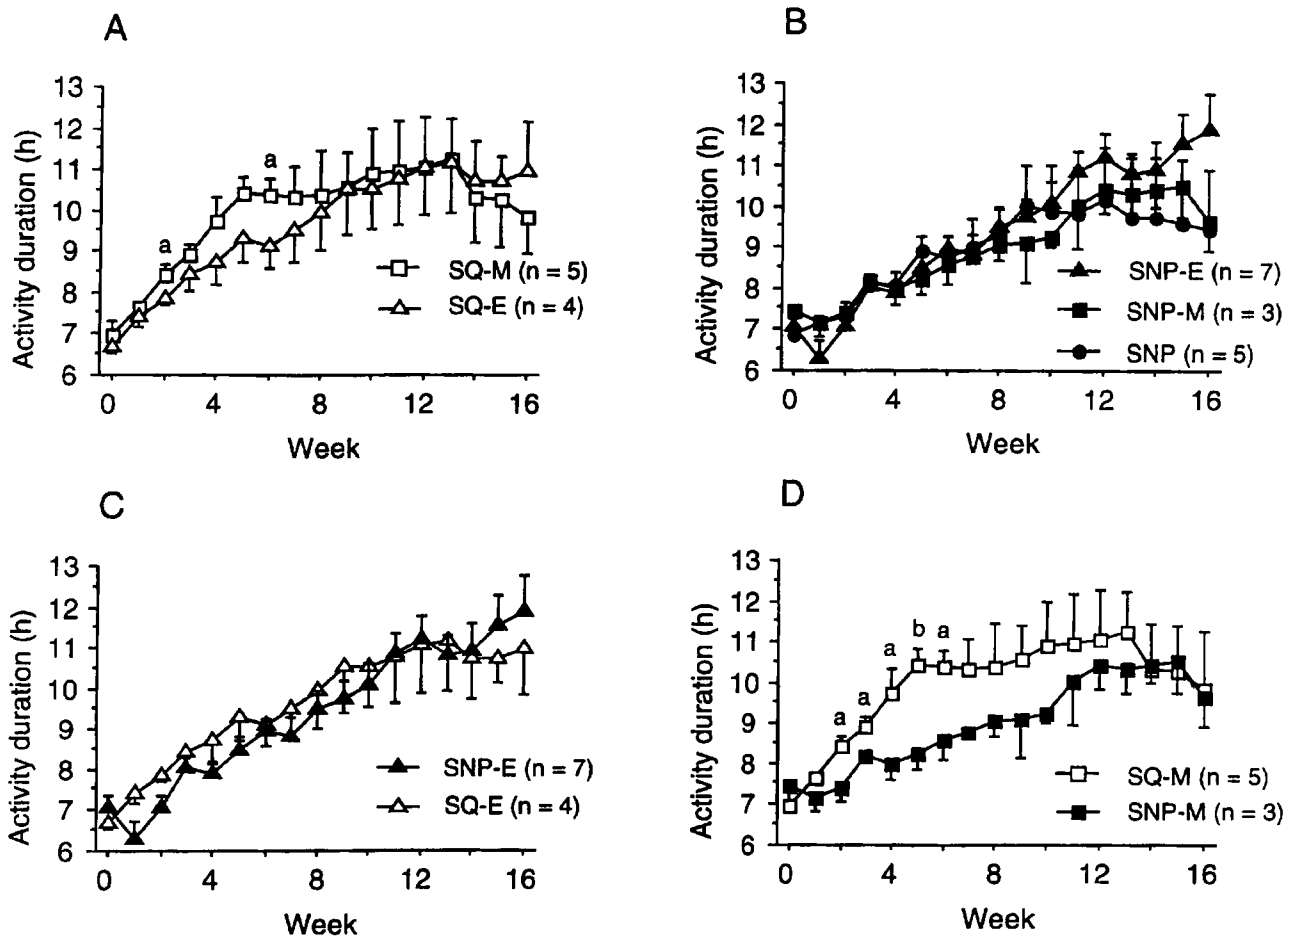 A
Activity duration (h)
13
12
11
10
9
8
7
6
a
a
SQ-M (n = 5)
SQ-E (n = 4)
0
4
8
12
16
Week
B
Activity duration (h)
13
12
11
10
9
8
7
6
SNP-E (n = 7)
SNP-M (n = 3)
SNP (n = 5)
0
4
8
12
16
Week
C
Activity duration (h)
13
12
11
10
9
8
7
6
SNP-E (n = 7)
SQ-E (n = 4)
0
4
8
12
16
Week
D
Activity duration (h)
13
12
11
10
9
8
7
6
a
a
a
b
a
SQ-M (n = 5)
SNP-M (n = 3)
0
4
8
12
16
Week